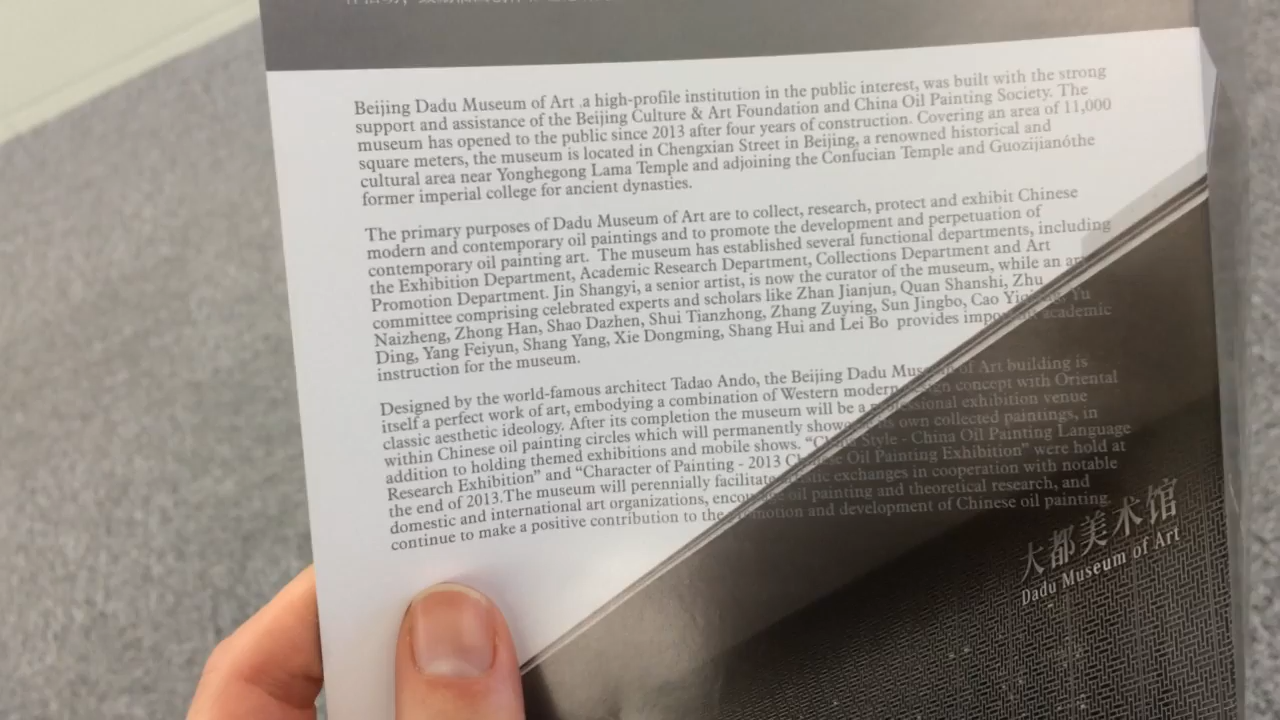 Beijing Dadu Museum of Art ,a high-profile institution in the public interest, was built with the strong
support and assistance of the Beijing Culture & Art Foundation and China Oil Painting Society. The
museum has opened to the public since 2013 after four years of construction. Covering an area of 11,000
square meters, the museum is located in Chengxian Street in Beijing, a renowned historical and
cultural area near Yonghegong Lama Temple and adjoining the Confucian Temple and Guozijianóthe
former imperial college for ancient dynasties.
The primary purposes of Dadu Museum of Art are to collect, research, protect and exhibit Chinese
modern and contemporary oil paintings and to promote the development and perpetuation of
contemporary oil painting art. The museum has established several functional departments, including
the Exhibition Department, Academic Research Department, Collections Department and Art
Promotion Department. Jin Shangyi, a senior artist, is now the curator of the museum, while an art
committee comprising celebrated experts and scholars like Zhan Jianjun, Quan Shanshi, Zhu
Naizheng, Zhong Han, Shao Dazhen, Shui Tianzhong, Zhang Zuying, Sun Jingbo, Cao Yu
Ding, Yang Feiyun, Shang Yang, Xie Dongming, Shang Hui and Lei Bo provides important academic
instruction for the museum.
Designed by the world-famous architect Tadao Ando, the Beijing Dadu Museum of Art building is
itself a perfect work of art, embodying a combination of Western modern design concept with Oriental
classic aesthetic ideology. After its completion the museum will be a professional exhibition venue
within Chinese oil painting circles which will permanently showcase its own collected paintings, in
addition to holding themed exhibitions and mobile shows. “China Style - China Oil Painting Language
Research Exhibition” and “Character of Painting - 2013 Chinese Oil Painting Exhibition” were hold at
the end of 2013.The museum will perennially facilitate artistic exchanges in cooperation with notable
domestic and international art organizations, encourage oil painting and theoretical research, and
continue to make a positive contribution to the promotion and development of Chinese oil painting.
大都美术馆
Dadu Museum of Art